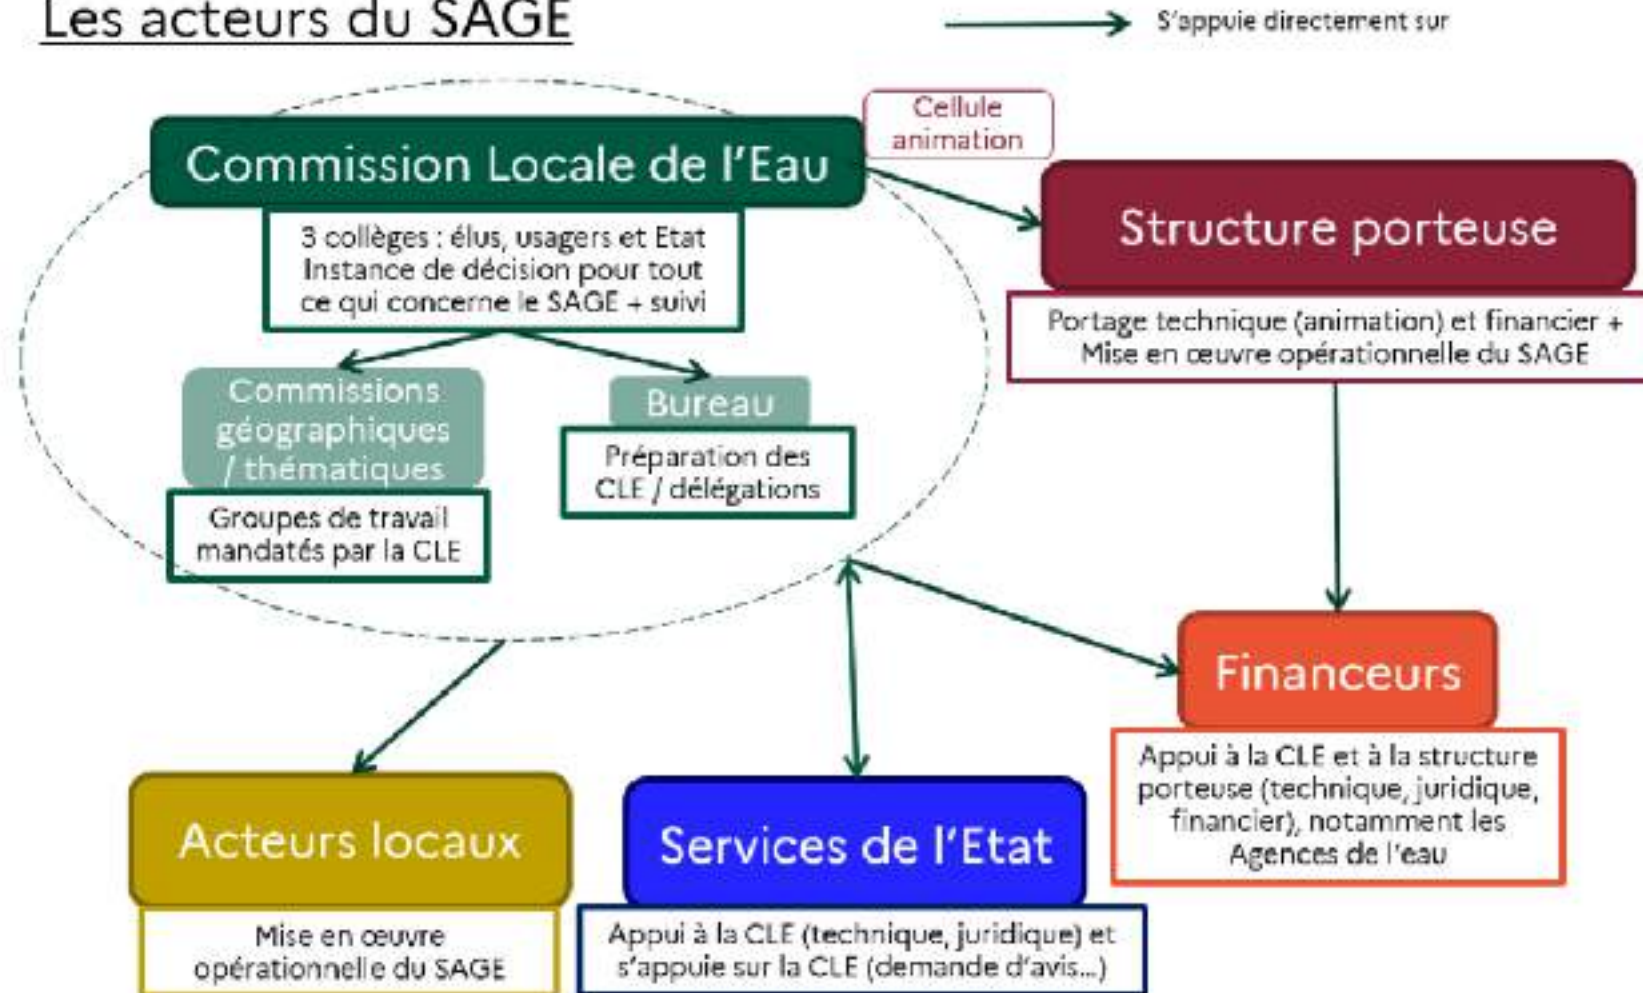 Les acteurs du SAGE
S'appuie directement sur
Cellule
animation
Commission Locale de l'Eau
3 collèges : élus, usagers et Etat
Instance de décision pour tout
ce qui concerne le SAGE + suivi
Structure porteuse
Portage technique (animation) et financier +
Mise en œuvre opérationnelle du SAGE
Commissions
géographiques
/ thématiques
Groupes de travail
mandatés par la CLE
Bureau
Préparation des
CLE / délégations
Financeurs
Appui à la CLE et à la structure
porteuse (technique, juridique,
financier), notamment les
Agences de l'eau
Acteurs locaux
Mise en œuvre
opérationnelle du SAGE
Services de l'Etat
Appui à la CLE (technique, juridique) et
s'appuie sur la CLE (demande d'avis...)